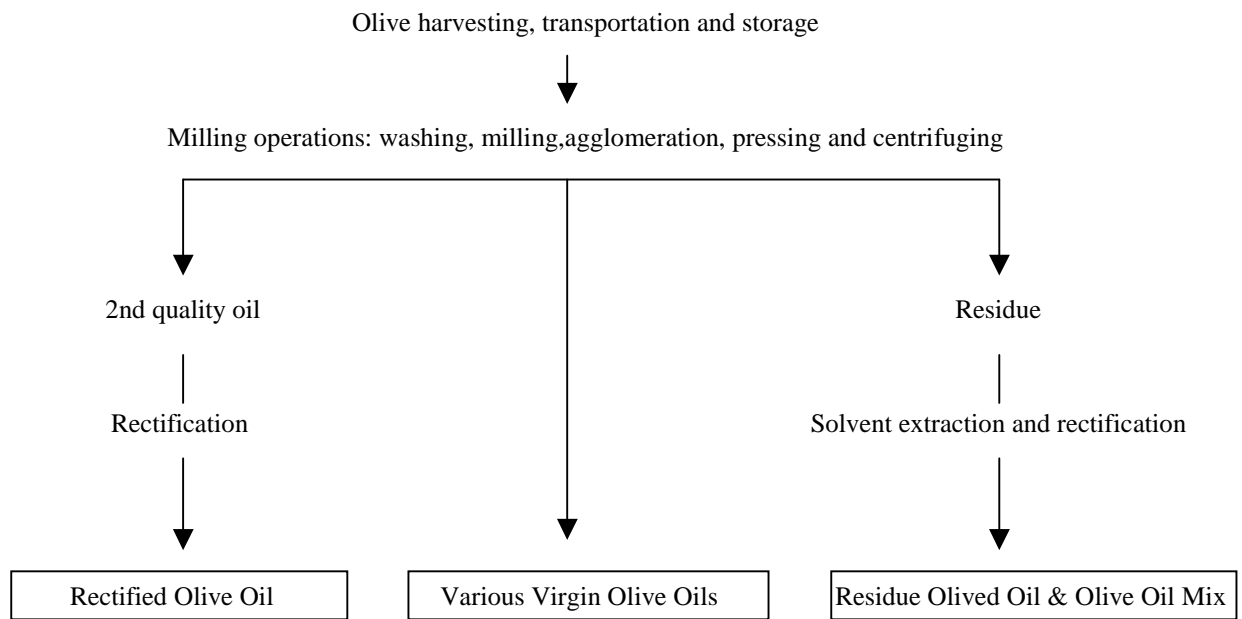 Olive harvesting, transportation and storage
Milling operations: washing, milling,agglomeration, pressing and centrifuging
2nd quality oil
Residue
Rectification
Solvent extraction and rectification
Rectified Olive Oil
Various Virgin Olive Oils
Residue Olived Oil & Olive Oil Mix